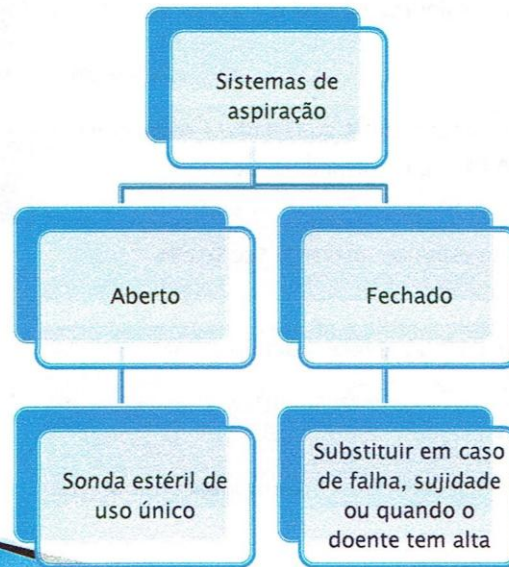 Sistemas de
aspiração
Aberto
Fechado
Sonda estéril de
uso único
Substituir em caso
de falha, sujidade
ou quando o
doente tem alta